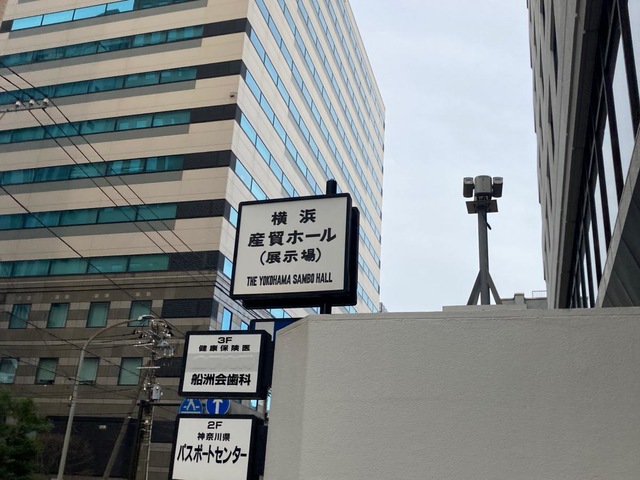 横浜
産貿ホール
（展示場）
THE YOKOHAMA SAMBO HALL
3F
健康保険医
船洲会歯科
2F
神奈川県
パスポートセンター